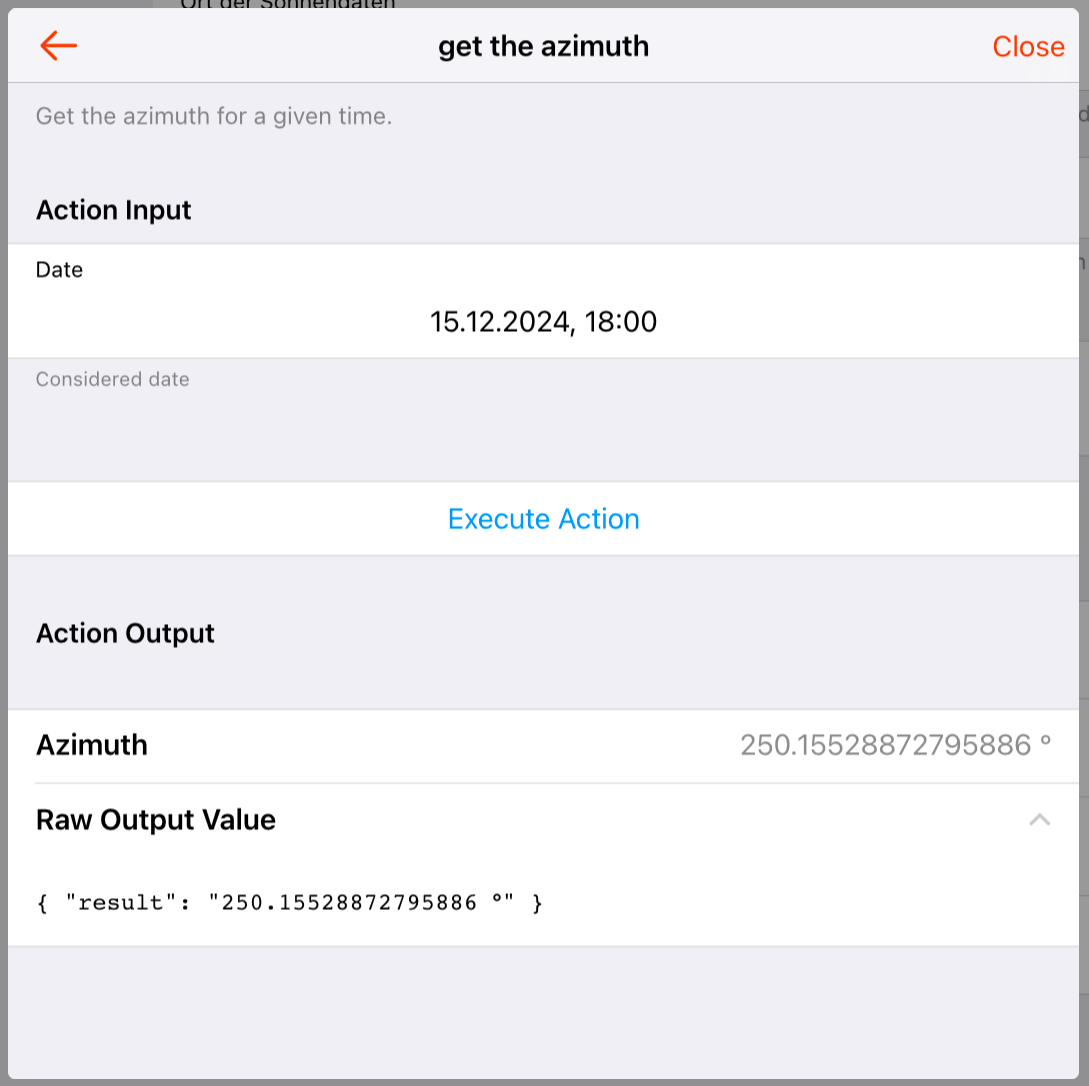 Ort der Sonnendaten
get the azimuth
Close
Get the azimuth for a given time.
Action Input
Date
15.12.2024, 18:00
Considered date
Execute Action
Action Output
Azimuth
250.15528872795886 °
Raw Output Value
{ "result": "250.15528872795886 °" }